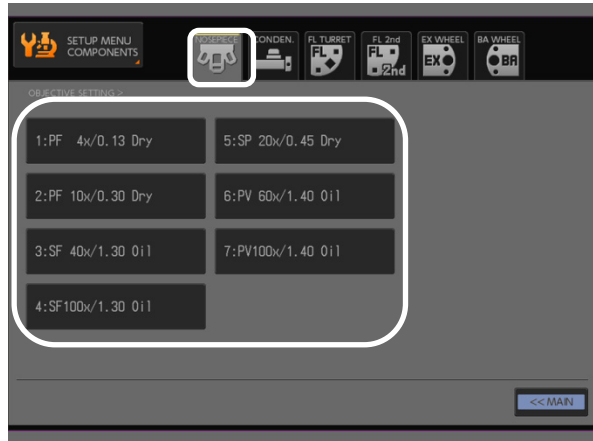 SETUP MENU
COMPONENTS
NOSEPIECE
CONDEN.
FL TURRET
FL
FL 2nd
FL
2nd
EX WHEEL
EX
BA WHEEL
BA
OBJECTIVE SETTING >
1:PF 4x/0.13 Dry
5:SP 20x/0.45 Dry
2:PF 10x/0.30 Dry
6:PV 60x/1.40 Oil
3:SF 40x/1.30 Oil
7:PV100x/1.40 Oil
4:SF100x/1.30 Oil
<< MAIN